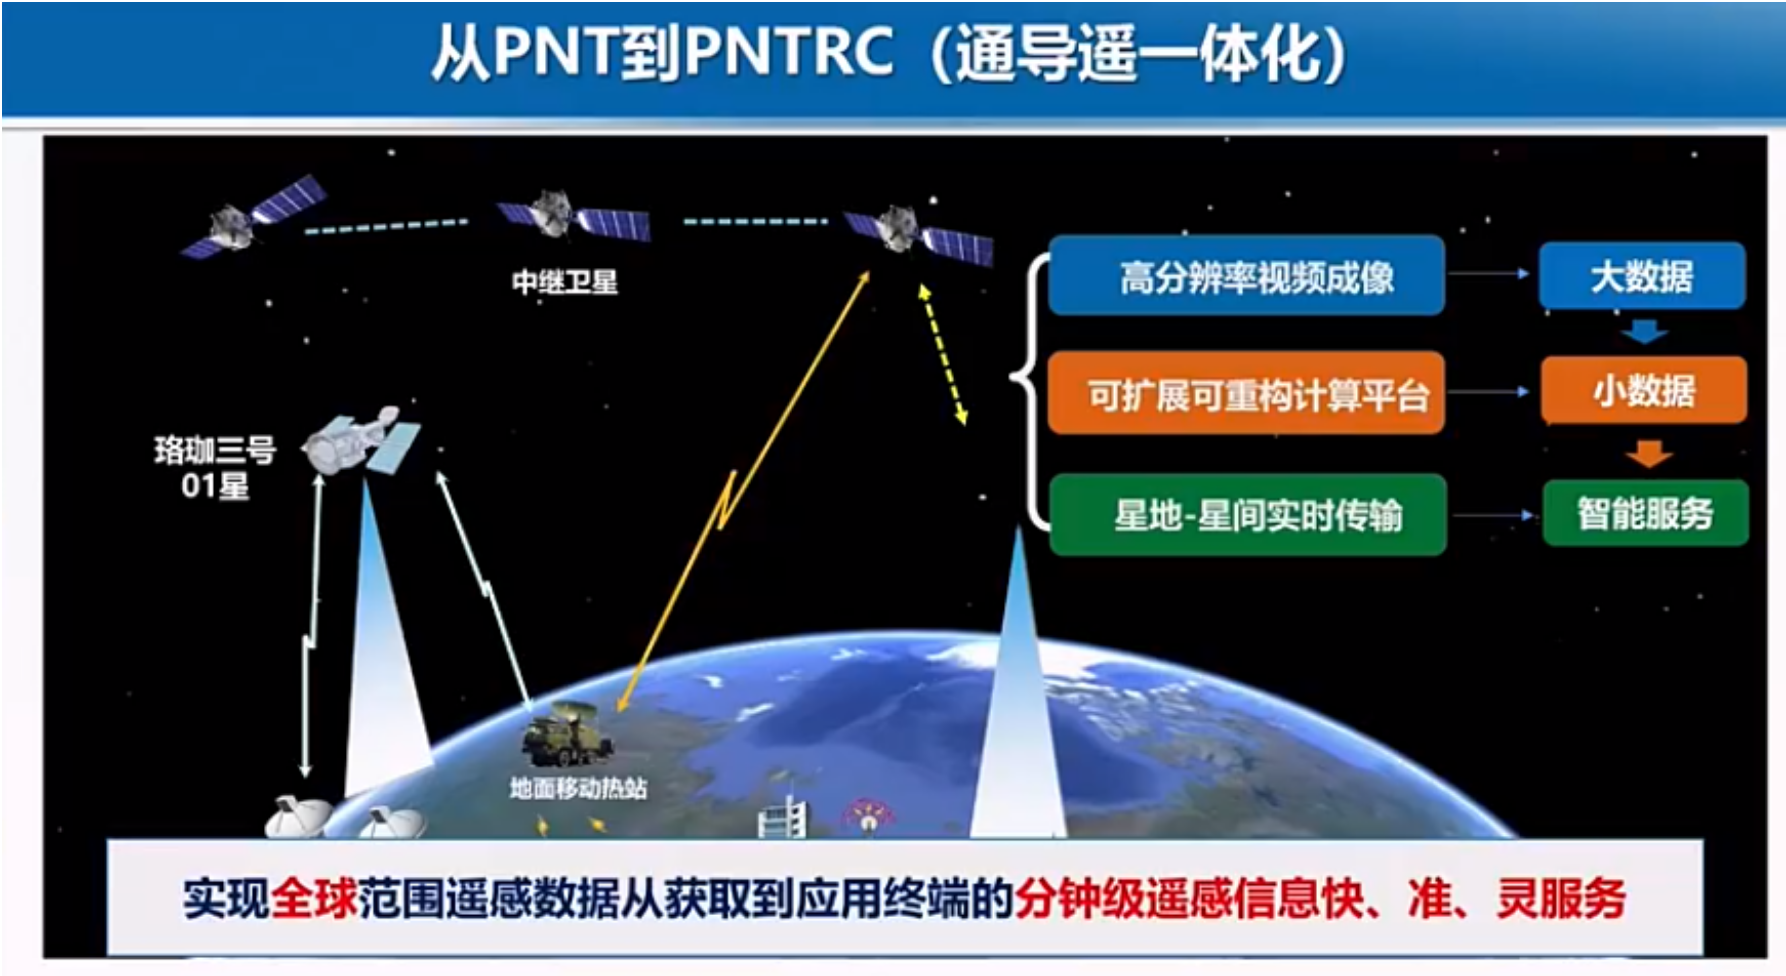 从PNT到PNTRC（通导遥一体化）
中继卫星
高分辨率视频成像
大数据
可扩展可重构计算平台
小数据
珞珈三号
01星
星地-星间实时传输
智能服务
地面移动热站
实现全球范围遥感数据从获取到应用终端的分钟级遥感信息快、准、灵服务